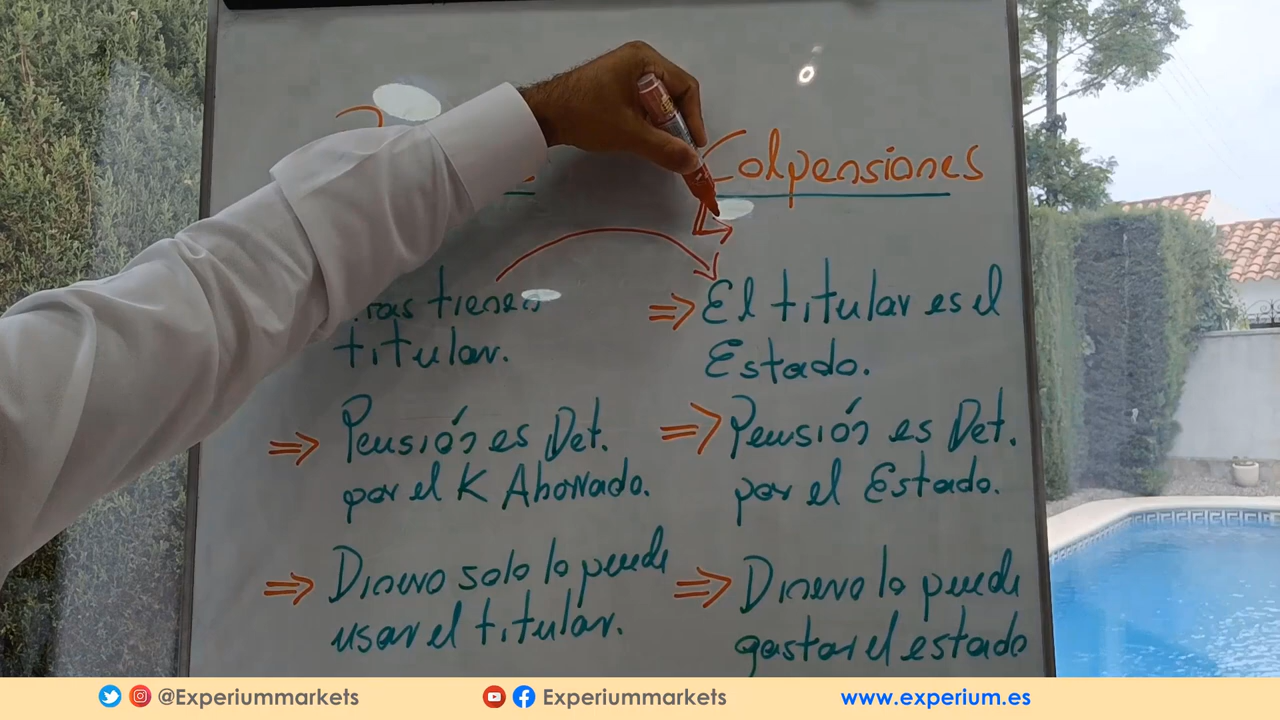 Colpensiones
tienen
titular.
⇒ Pensión es Det.
por el K Ahorrado.
⇒ Dinero solo lo puede
usar el titular.
⇒ El titular es el
Estado.
⇒ Pensión es Det.
por el Estado.
⇒ Dinero lo puede
gastar el estado
@Experiummarkets
Experiummarkets
www.experium.es